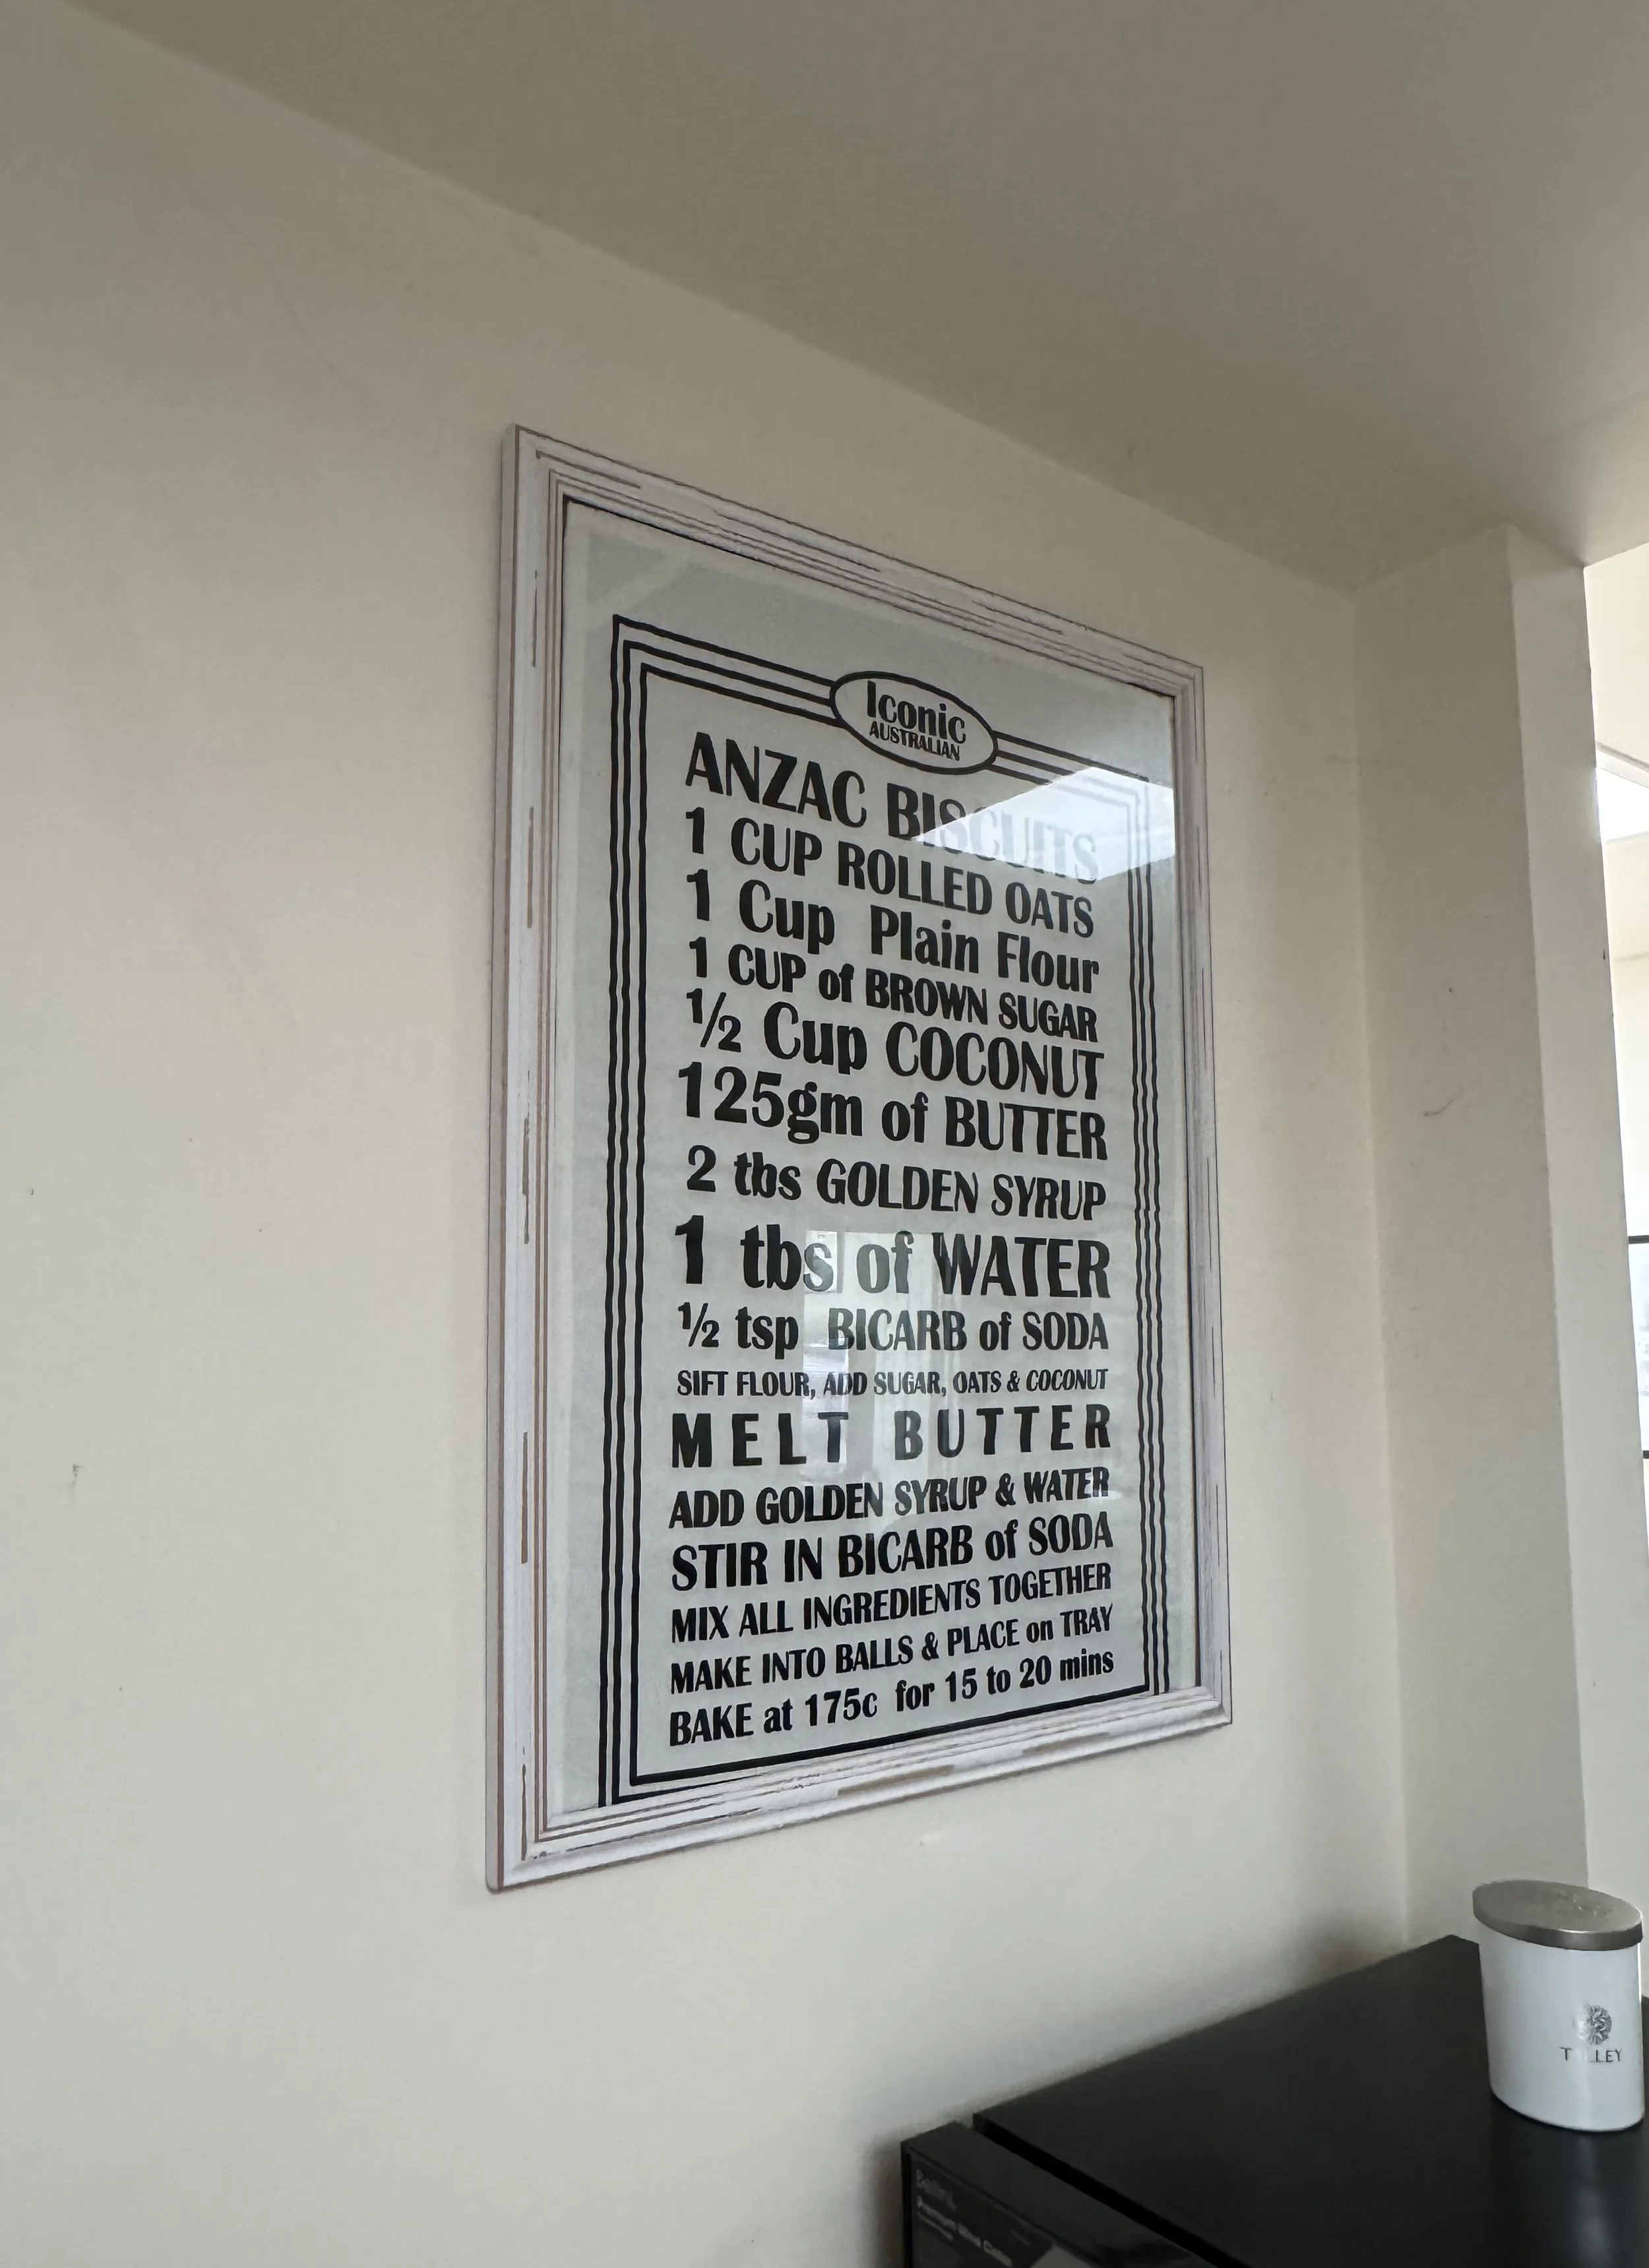 Iconic
AUSTRALIAN
ANZAC BISCUITS
1 CUP ROLLED OATS
1 Cup Plain Flour
1 CUP of BROWN SUGAR
½ Cup COCONUT
125gm of BUTTER
2 tbs GOLDEN SYRUP
1 tbs of WATER
½ tsp BICARB of SODA
SIFT FLOUR, ADD SUGAR, OATS & COCONUT
MELT BUTTER
ADD GOLDEN SYRUP & WATER
STIR IN BICARB of SODA
MIX ALL INGREDIENTS TOGETHER
MAKE INTO BALLS & PLACE on TRAY
BAKE at 175c for 15 to 20 mins